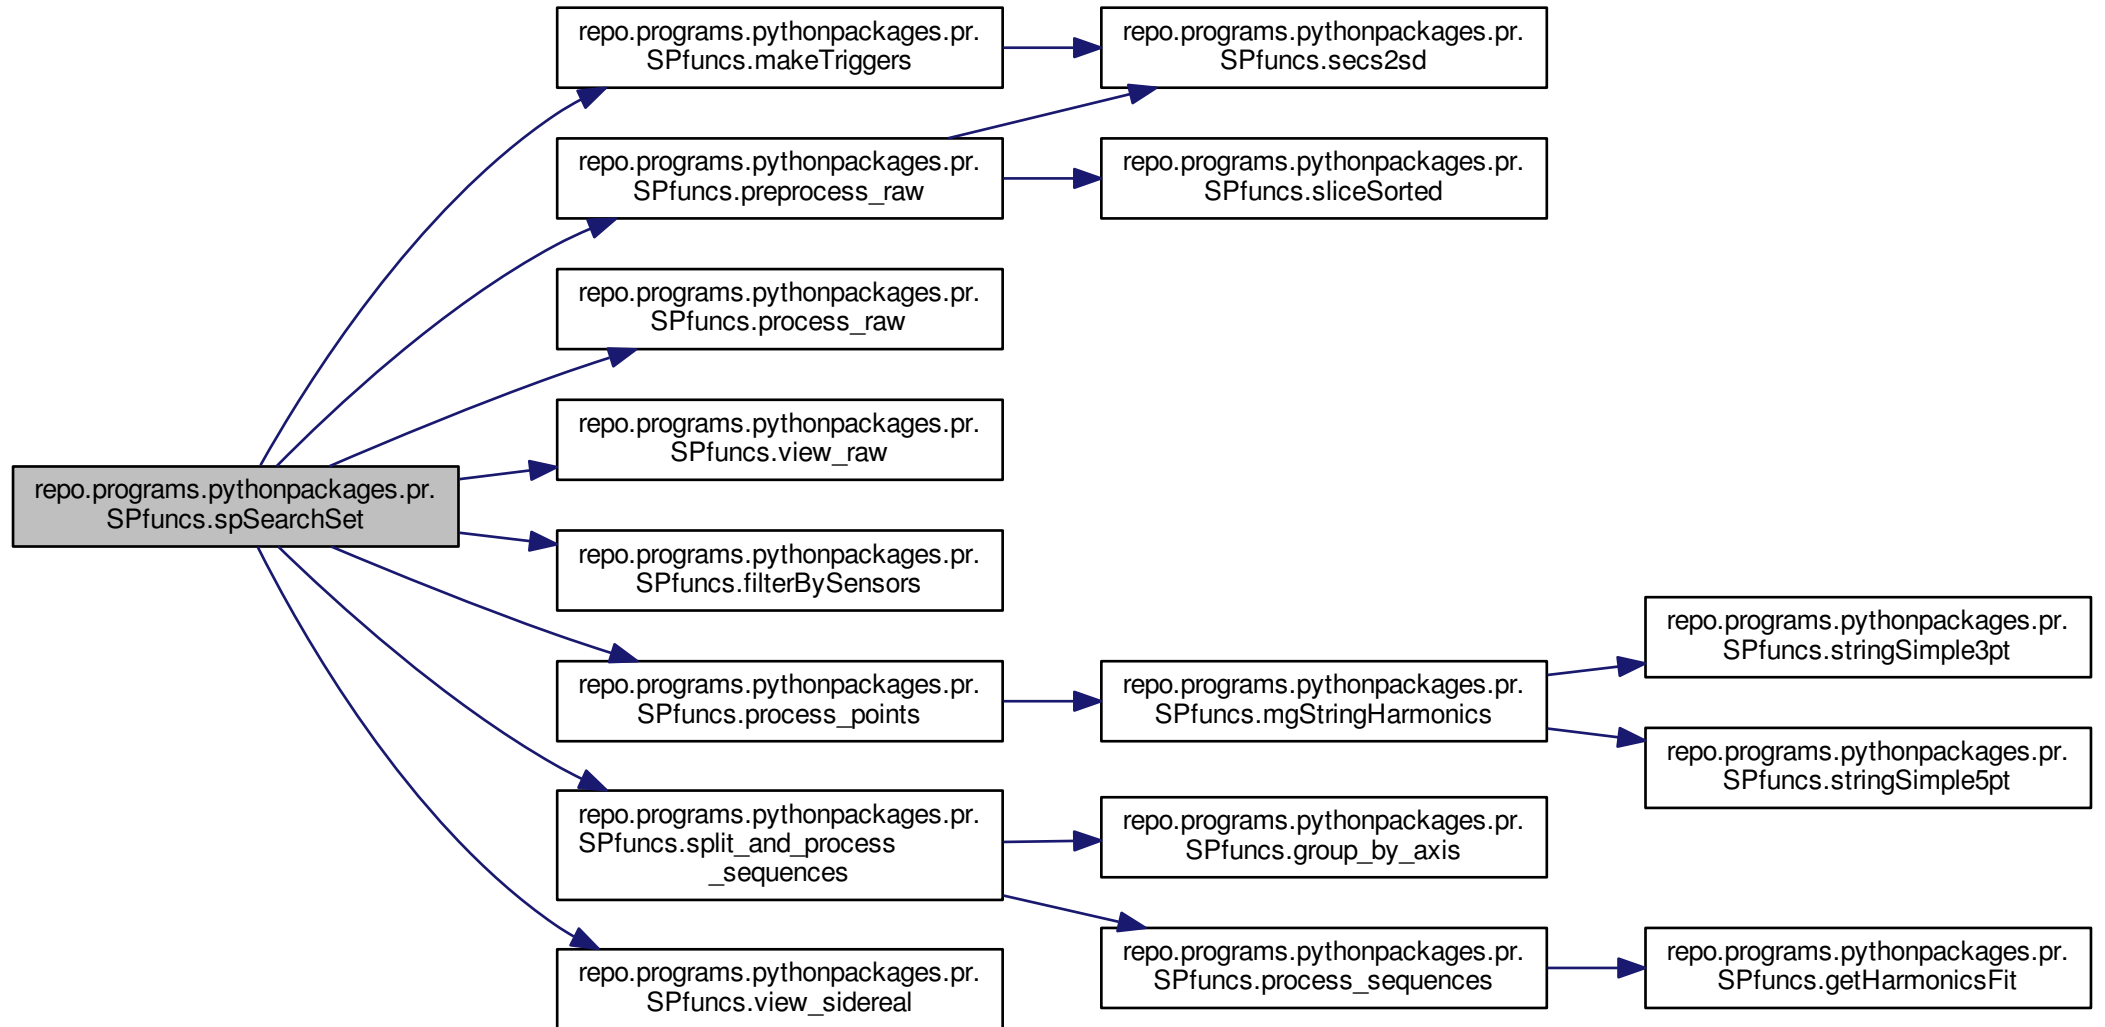 repo.programs.pythonpackages.pr.
SPfuncs.makeTriggers
repo.programs.pythonpackages.pr.
SPfuncs.secs2sd
repo.programs.pythonpackages.pr.
SPfuncs.preprocess_raw
repo.programs.pythonpackages.pr.
SPfuncs.sliceSorted
repo.programs.pythonpackages.pr.
SPfuncs.process_raw
repo.programs.pythonpackages.pr.
SPfuncs.view_raw
repo.programs.pythonpackages.pr.
SPfuncs.spSearchSet
repo.programs.pythonpackages.pr.
SPfuncs.filterBySensors
repo.programs.pythonpackages.pr.
SPfuncs.process_points
repo.programs.pythonpackages.pr.
SPfuncs.mgStringHarmonics
repo.programs.pythonpackages.pr.
SPfuncs.stringSimple3pt
repo.programs.pythonpackages.pr.
SPfuncs.stringSimple5pt
repo.programs.pythonpackages.pr.
SPfuncs.split_and_process
_sequences
repo.programs.pythonpackages.pr.
SPfuncs.group_by_axis
repo.programs.pythonpackages.pr.
SPfuncs.process_sequences
repo.programs.pythonpackages.pr.
SPfuncs.getHarmonicsFit
repo.programs.pythonpackages.pr.
SPfuncs.view_sidereal